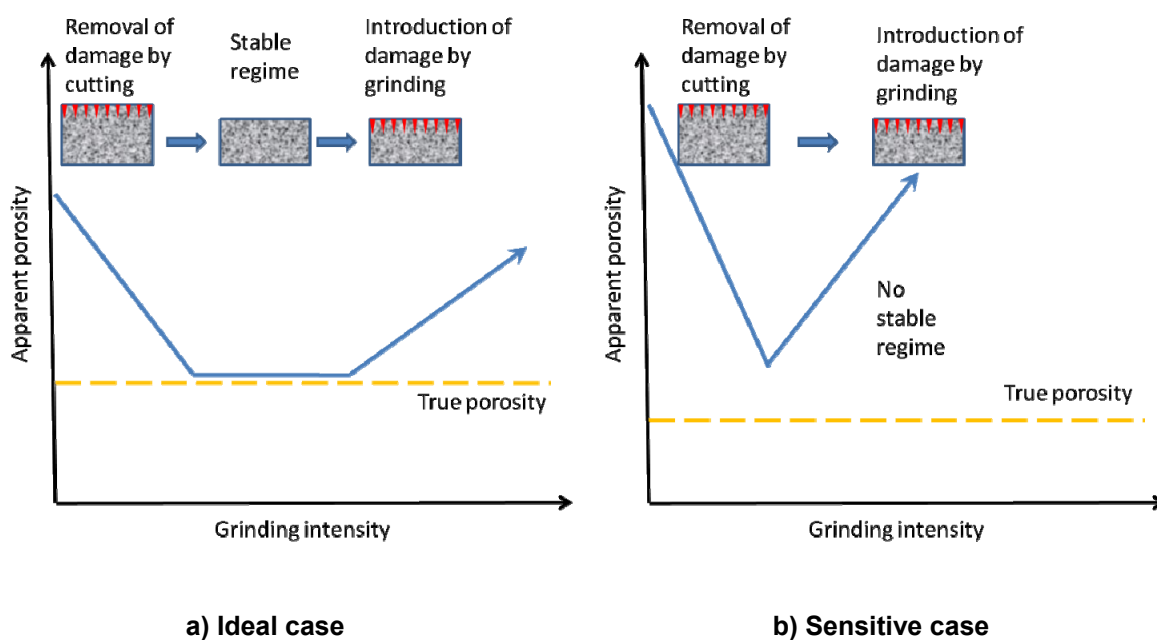 Removal of
damage by
cutting
Stable
regime
Introduction of
damage by
grinding
Apparent porosity
True porosity
Grinding intensity
a) Ideal case
Removal of
damage by
cutting
Introduction of
damage by
grinding
No
stable
regime
Apparent porosity
True porosity
Grinding intensity
b) Sensitive case